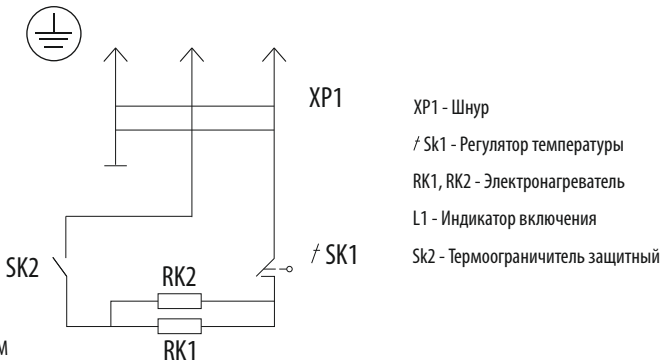 XP1
XP1 - Шнур
Sk1 - Регулятор температуры
RK1, RK2 - Электронагреватель
L1 - Индикатор включения
Sk2 - Термоограничитель защитный
SK2
SK1
RK2
RK1
м